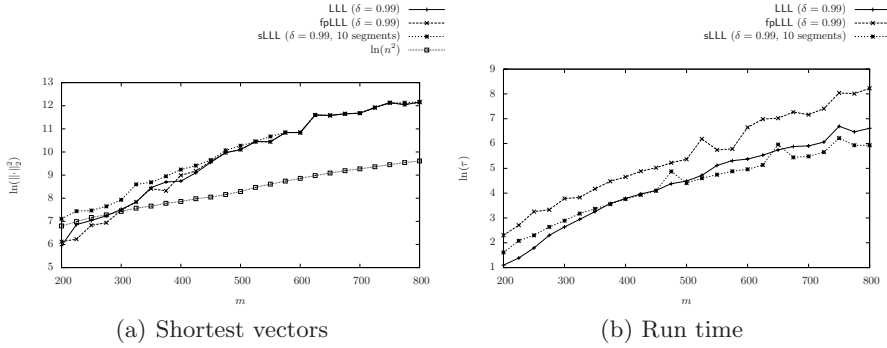 LLL (δ = 0.99)
fpLLL (δ = 0.99)
sLLL (δ = 0.99, 10 segments)
ln(n²)
13
12
11
10
9
8
7
6
5
ln(||·||₂²)
200 300 400 500 600 700 800
m
(a) Shortest vectors
LLL (δ = 0.99)
fpLLL (δ = 0.99)
sLLL (δ = 0.99, 10 segments)
9
8
7
6
5
4
3
2
1
ln(τ)
200 300 400 500 600 700 800
m
(b) Run time